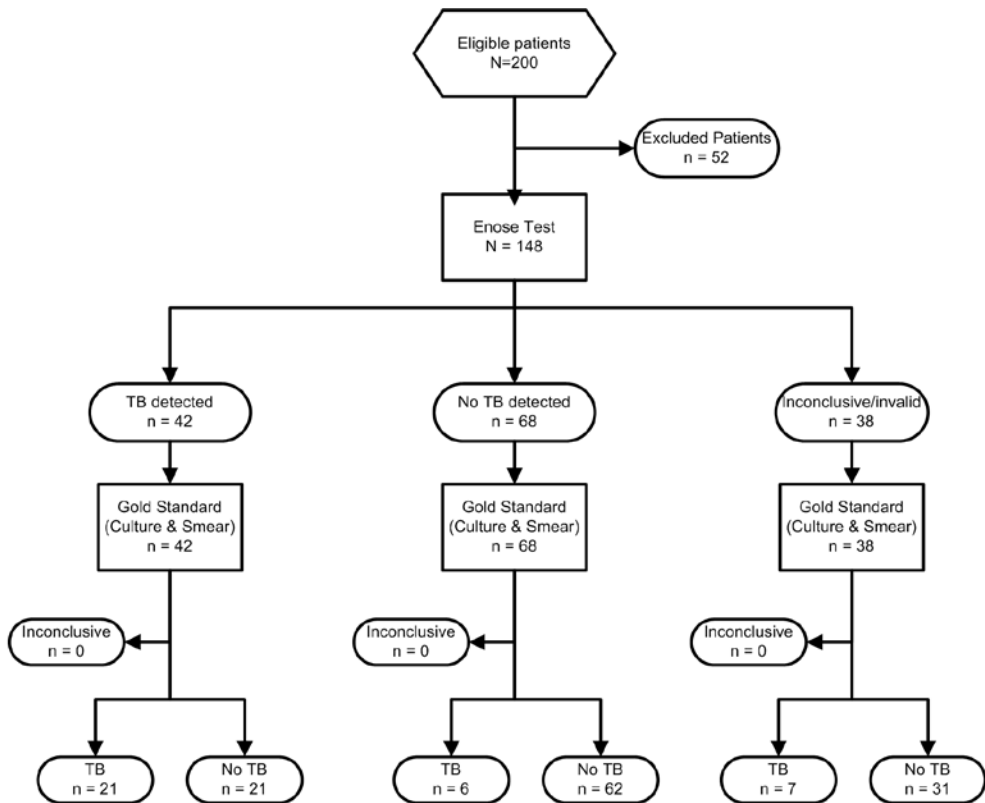 Eligible patients
N=200
Excluded Patients
n = 52
Enose Test
N = 148
TB detected
n = 42
No TB detected
n = 68
Inconclusive/invalid
n = 38
Gold Standard
(Culture & Smear)
n = 42
Gold Standard
(Culture & Smear)
n = 68
Gold Standard
(Culture & Smear)
n = 38
Inconclusive
n = 0
Inconclusive
n = 0
Inconclusive
n = 0
TB
n = 21
No TB
n = 21
TB
n = 6
No TB
n = 62
TB
n = 7
No TB
n = 31